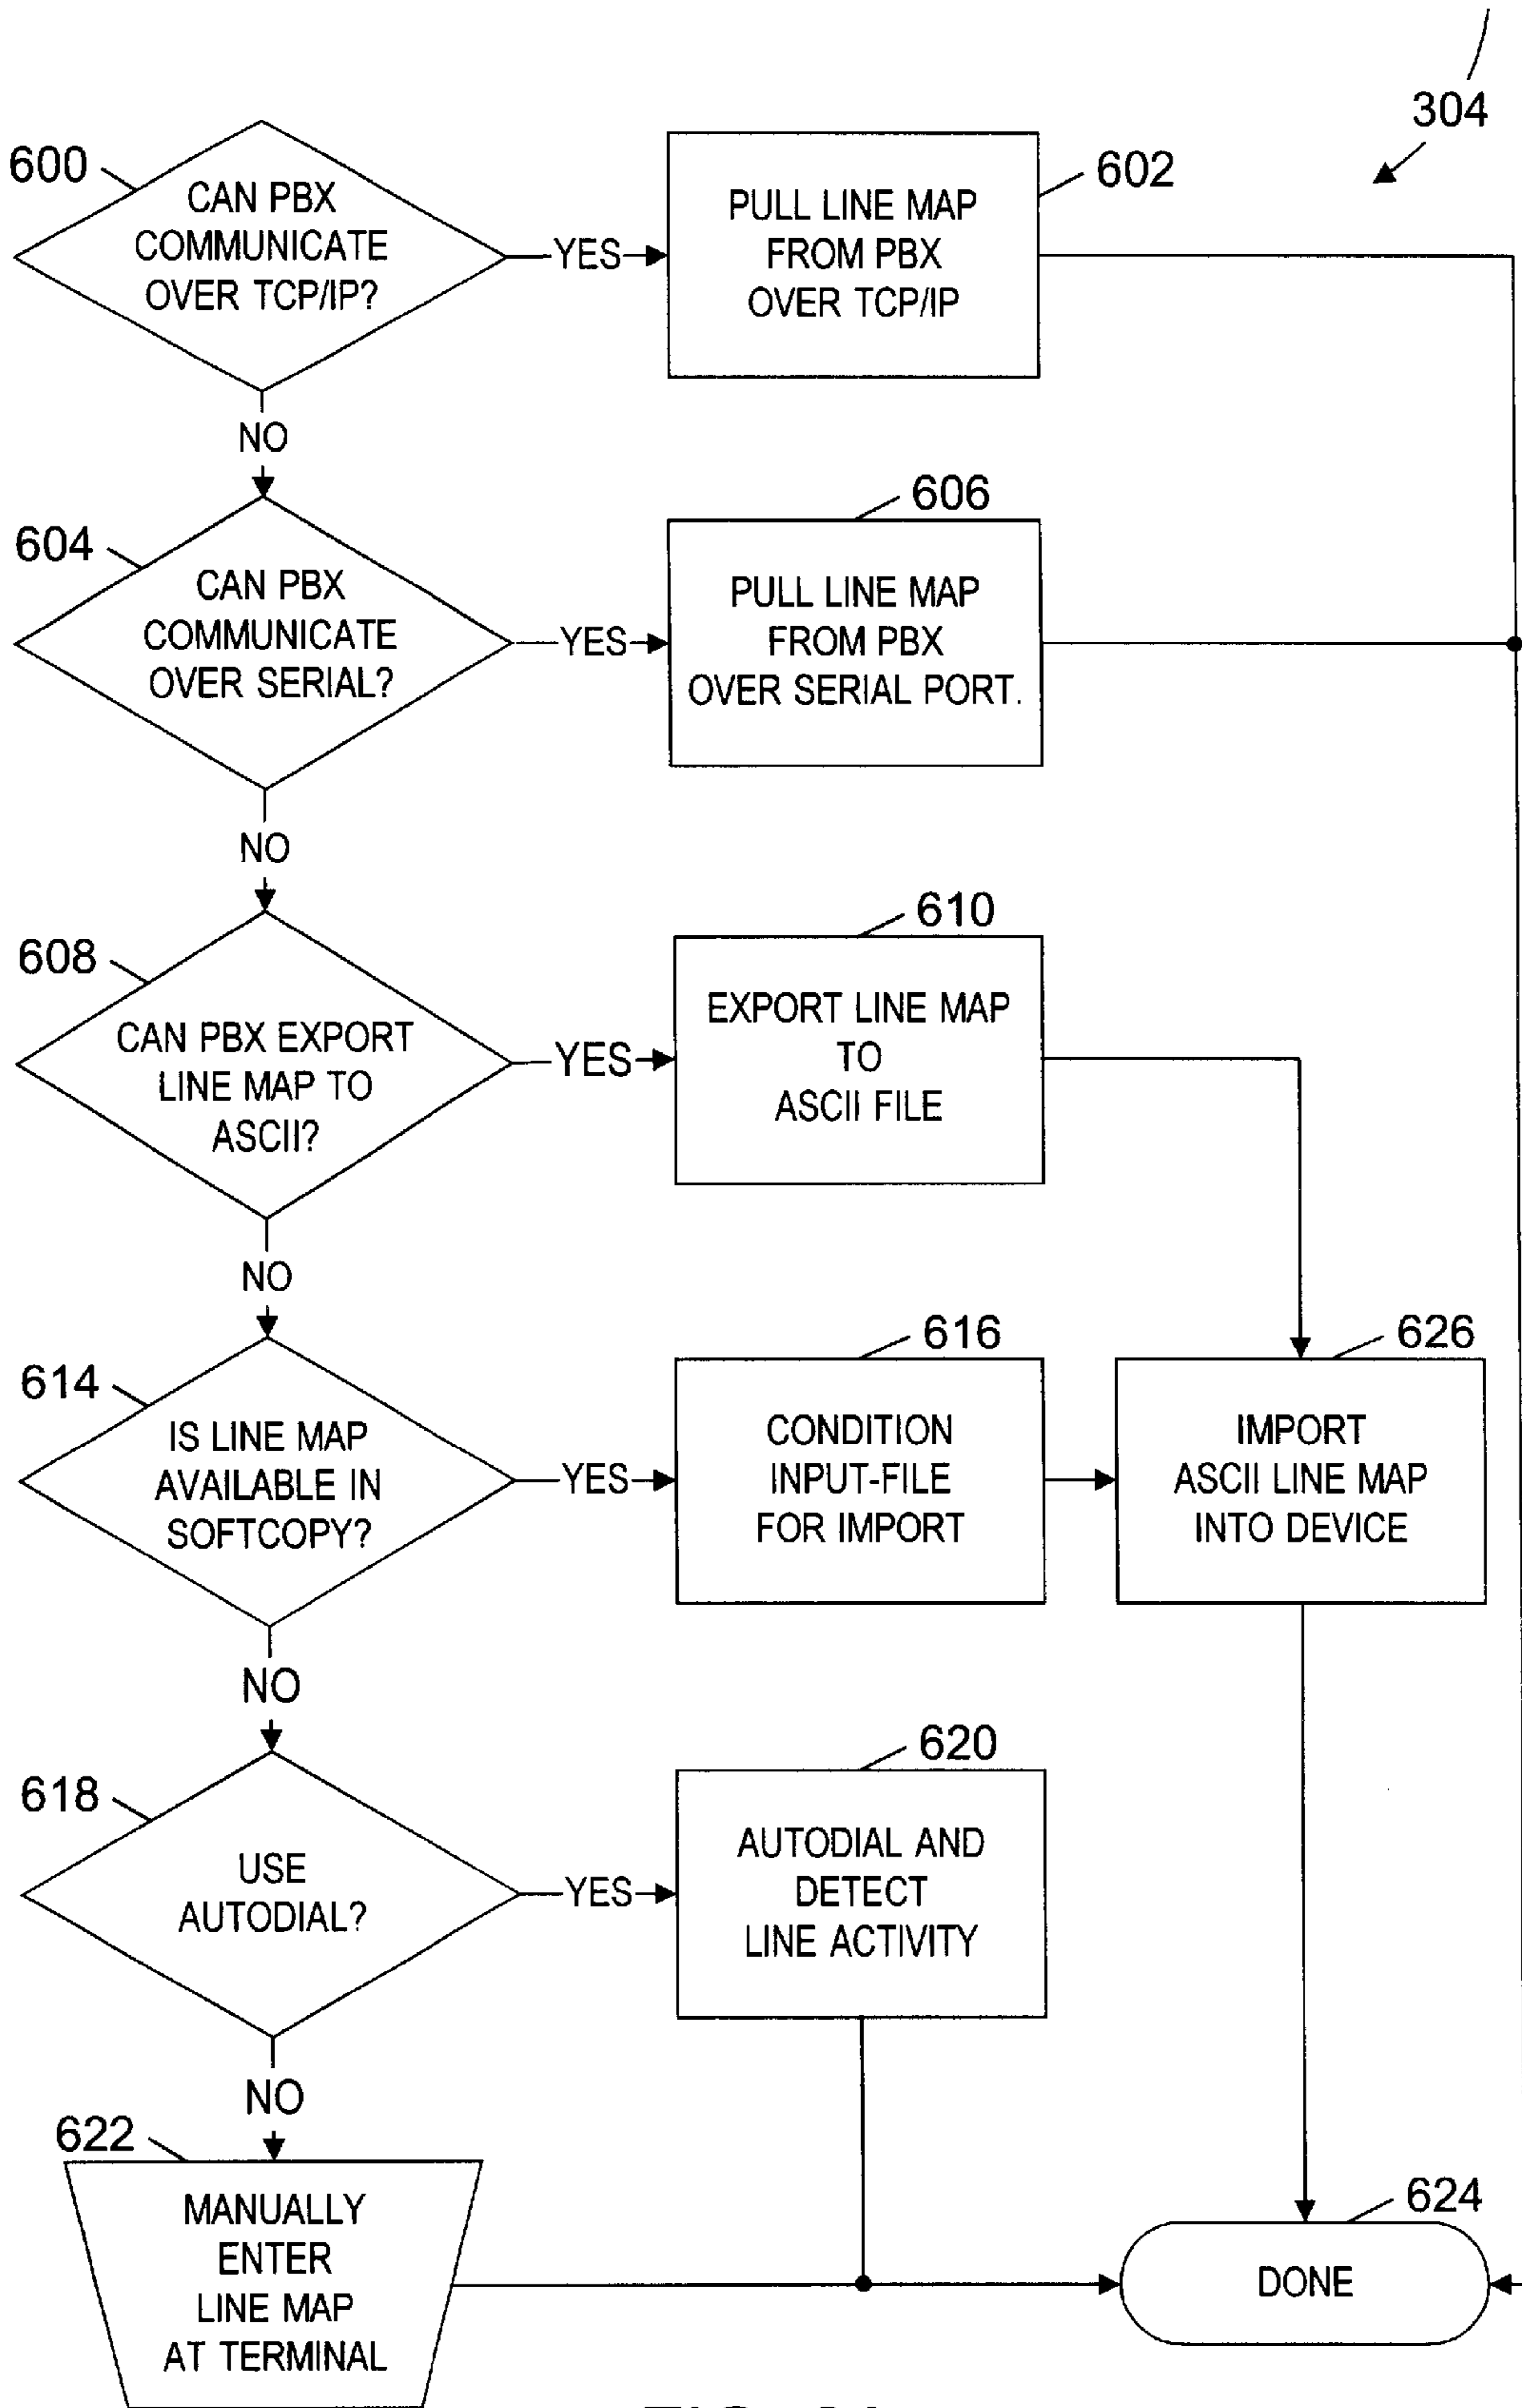 304
600
CAN PBX
COMMUNICATE
OVER TCP/IP?
YES
602
PULL LINE MAP
FROM PBX
OVER TCP/IP
NO
604
CAN PBX
COMMUNICATE
OVER SERIAL?
YES
606
PULL LINE MAP
FROM PBX
OVER SERIAL PORT.
NO
608
CAN PBX EXPORT
LINE MAP TO
ASCII?
YES
610
EXPORT LINE MAP
TO
ASCII FILE
NO
614
IS LINE MAP
AVAILABLE IN
SOFTCOPY?
YES
616
CONDITION
INPUT-FILE
FOR IMPORT
626
IMPORT
ASCII LINE MAP
INTO DEVICE
NO
618
USE
AUTODIAL?
YES
620
AUTODIAL AND
DETECT
LINE ACTIVITY
NO
622
MANUALLY
ENTER
LINE MAP
AT TERMINAL
624
DONE